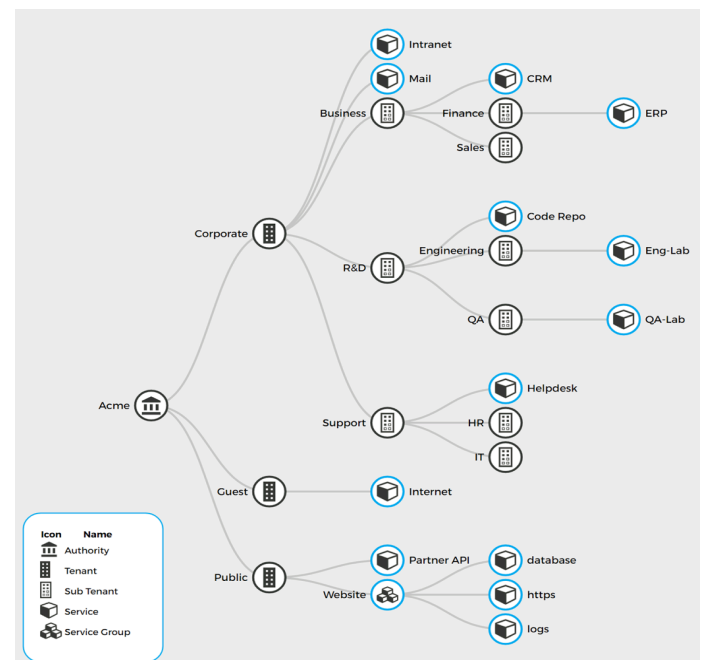 Intranet
Mail
CRM
Business
Finance
ERP
Sales
Code Repo
Corporate
Engineering
Eng-Lab
R&D
QA
QA-Lab
Helpdesk
Acme
Support
HR
IT
Guest
Internet
Icon Name
Authority
Tenant
Sub Tenant
Service
Service Group
Public
Partner API
database
Website
https
logs